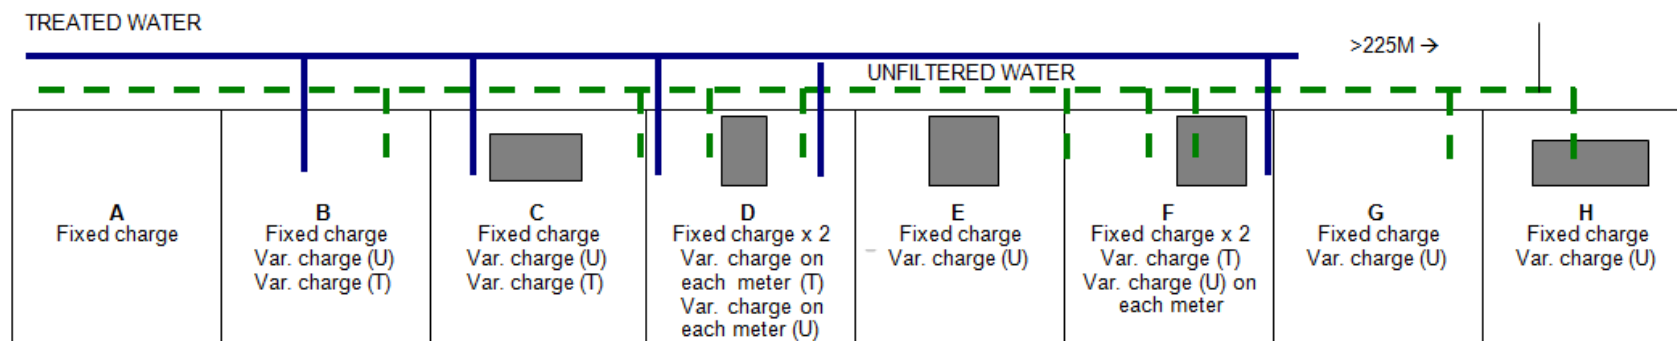 TREATED WATER
>225M →
UNFILTERED WATER
A
Fixed charge
B
Fixed charge
Var. charge (U)
Var. charge (T)
C
Fixed charge
Var. charge (U)
Var. charge (T)
D
Fixed charge x 2
Var. charge on
each meter (T)
Var. charge on
each meter (U)
E
Fixed charge
Var. charge (U)
F
Fixed charge x 2
Var. charge (T)
Var. charge (U) on
each meter
G
Fixed charge
Var. charge (U)
H
Fixed charge
Var. charge (U)